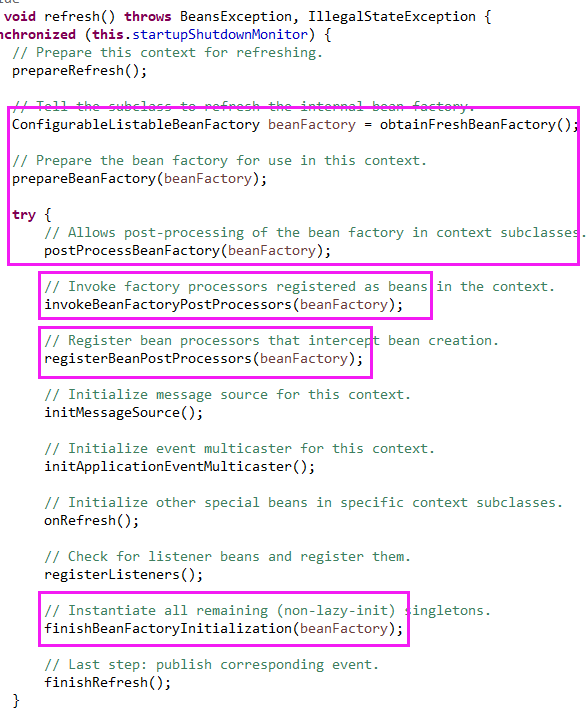 void refresh() throws BeansException, IllegalStateException {
nchronized (this.startupShutdownMonitor) {
// Prepare this context for refreshing.
prepareRefresh();
// Tell the subclass to refresh the internal bean factory.
ConfigurableListableBeanFactory beanFactory = obtainFreshBeanFactory();
// Prepare the bean factory for use in this context.
prepareBeanFactory(beanFactory);
try {
// Allows post-processing of the bean factory in context subclasses.
postProcessBeanFactory(beanFactory);
// Invoke factory processors registered as beans in the context.
invokeBeanFactoryPostProcessors(beanFactory);
// Register bean processors that intercept bean creation.
registerBeanPostProcessors(beanFactory);
// Initialize message source for this context.
initMessageSource();
// Initialize event multicaster for this context.
initApplicationEventMulticaster();
// Initialize other special beans in specific context subclasses.
onRefresh();
// Check for listener beans and register them.
registerListeners();
// Instantiate all remaining (non-lazy-init) singletons.
finishBeanFactoryInitialization(beanFactory);
// Last step: publish corresponding event.
finishRefresh();
}